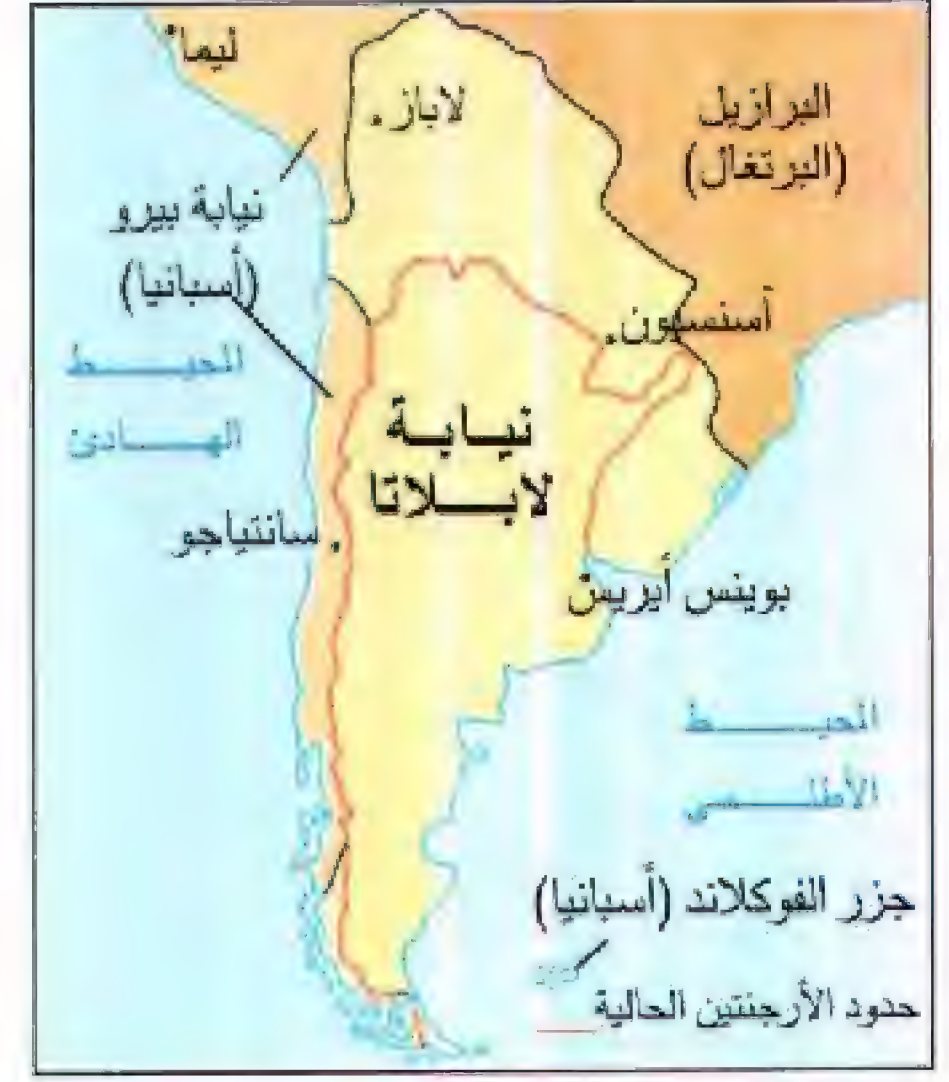 ليما
لاباز
البرازيل
(البرتغال)
نيابة بيرو
(أسبانيا)
أسنسيون
المحيط
الهادئ
نيابة
لابلاتا
سانتياجو
بوينس أيريس
المحيط
الأطلسي
جزر الفوكلاند (أسبانيا)
حدود الأرجنتين الحالية